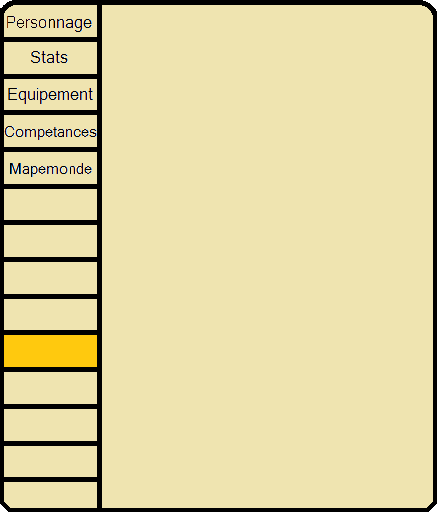 Personnage
Stats
Equipement
Competances
Mapemonde